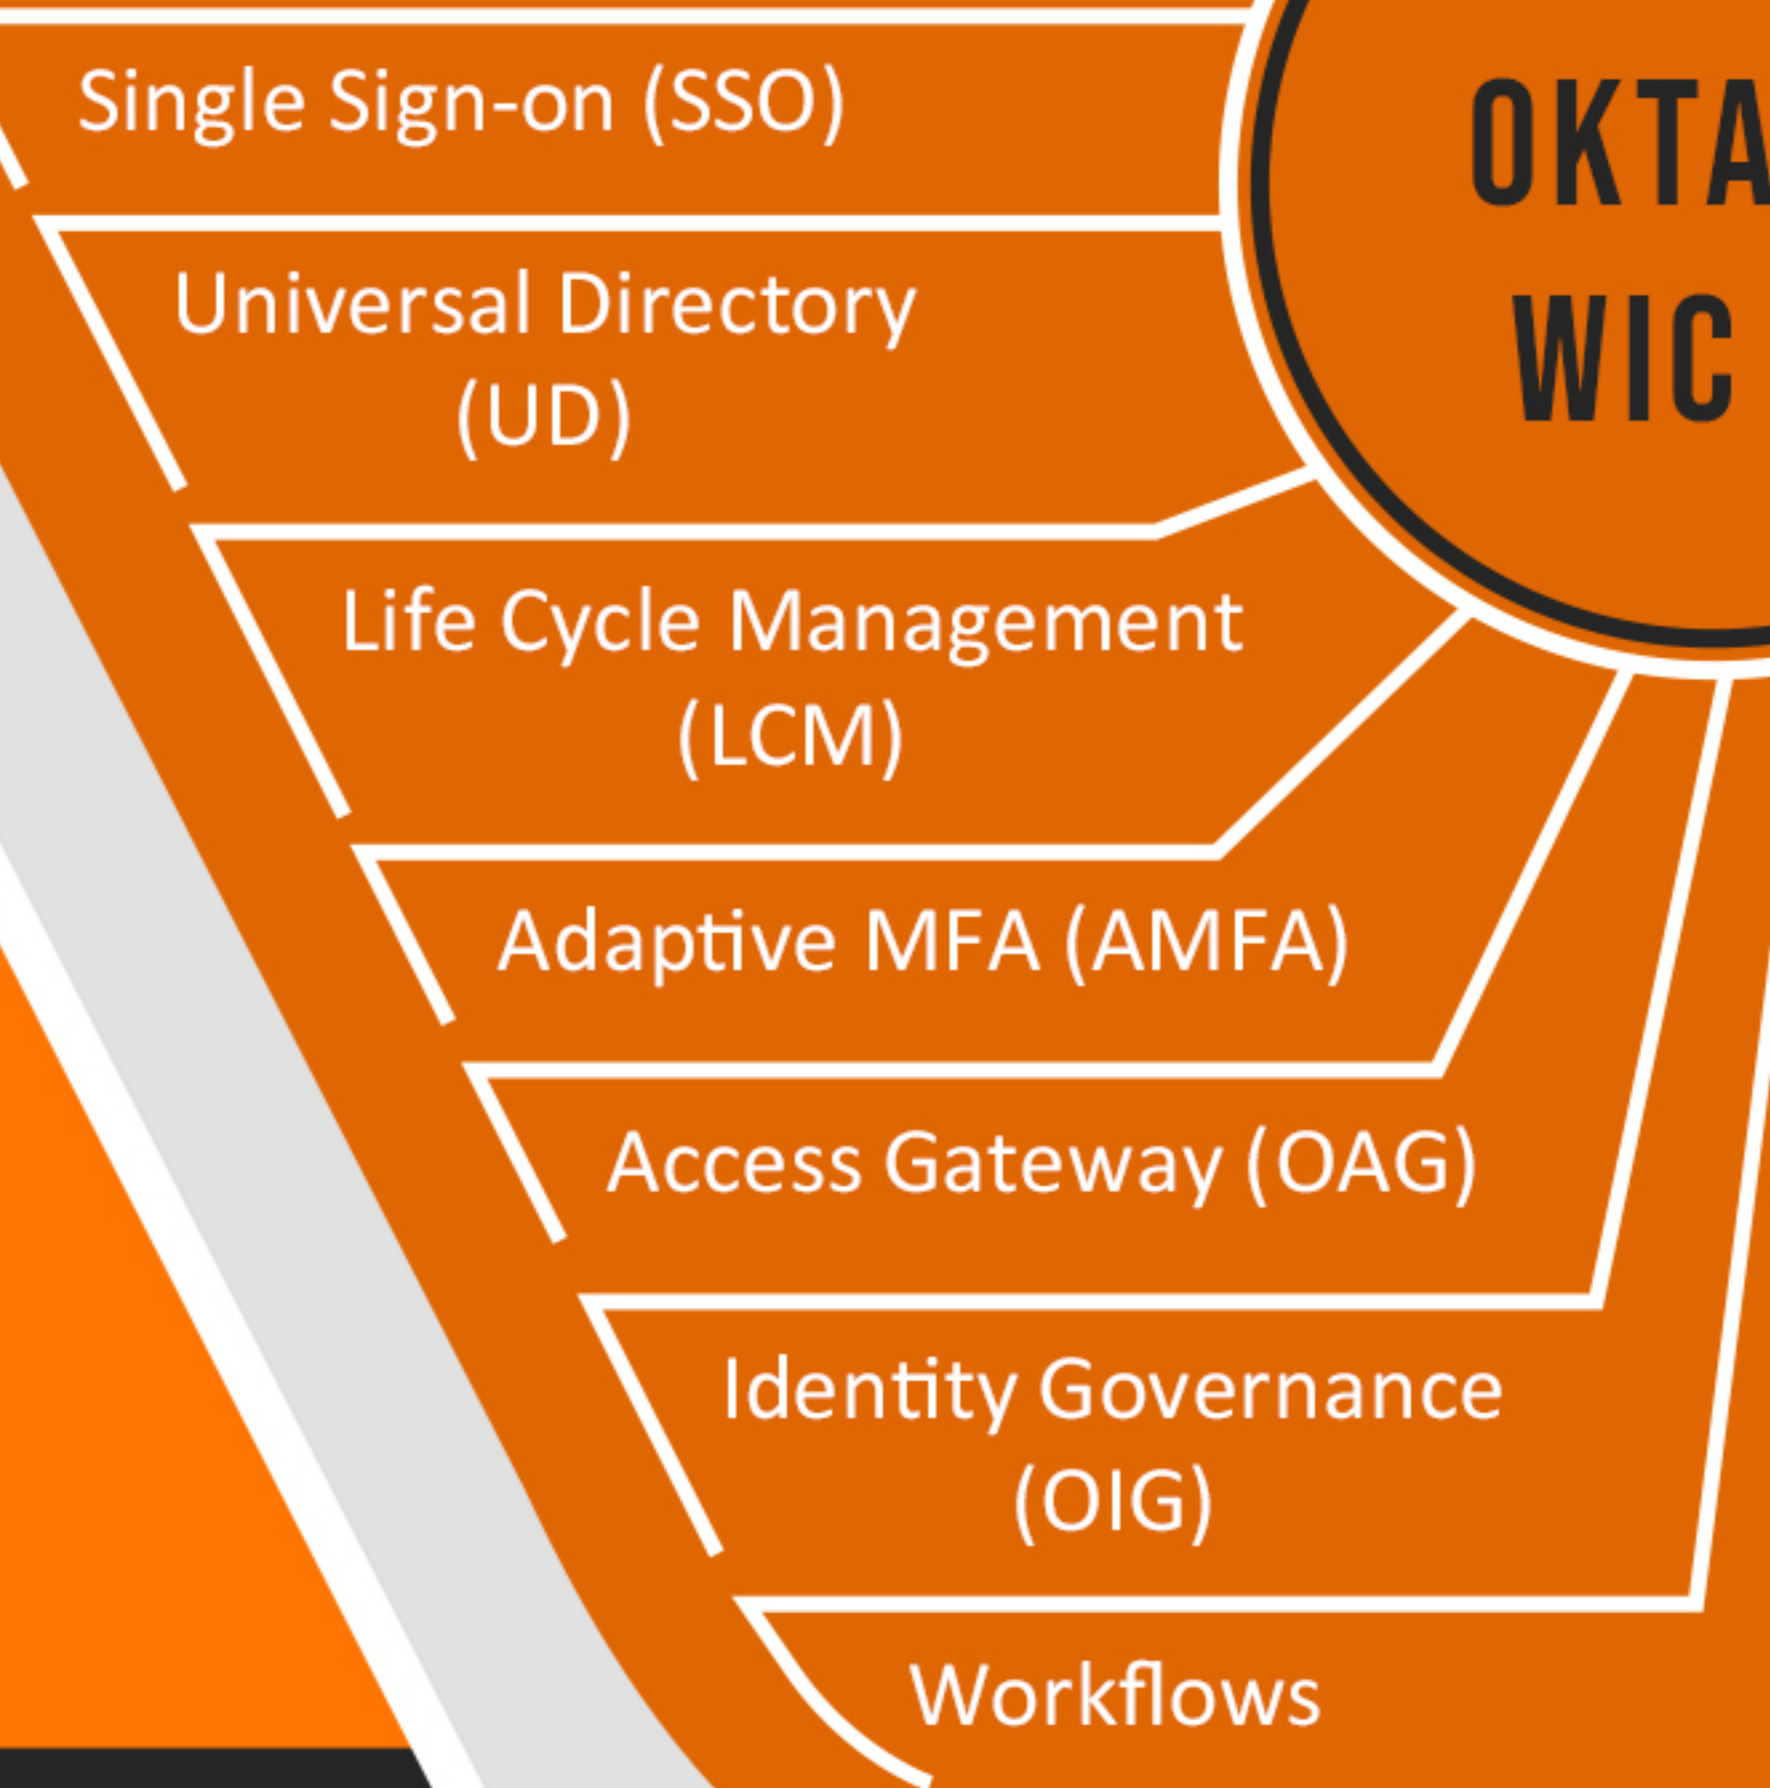 Single Sign-on (SSO)
Universal Directory
(UD)
Life Cycle Management
(LCM)
Adaptive MFA (AMFA)
Access Gateway (OAG)
Identity Governance
(OIG)
Workflows
OKTA
WIC